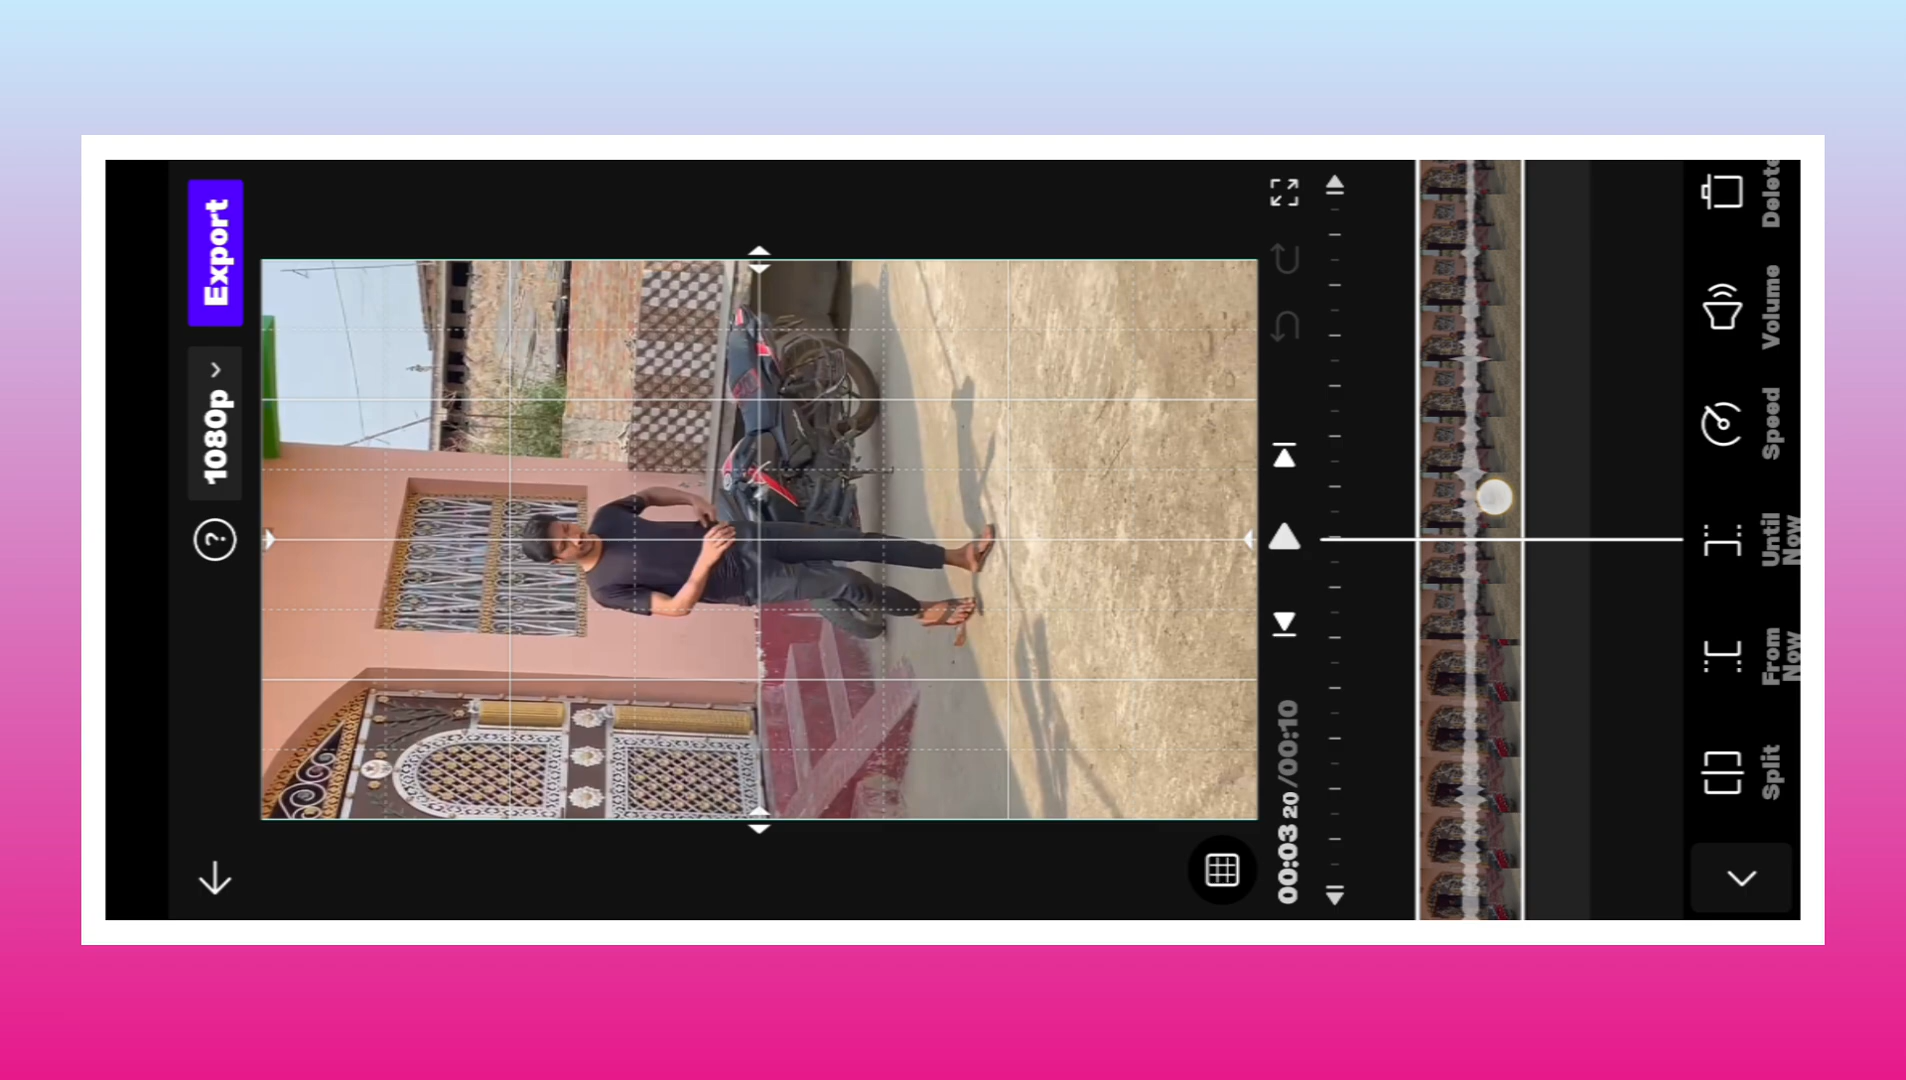 Export
1080p
?
00:03 20 /00:10
Split
From Now
Until Now
Speed
Volume
Delete